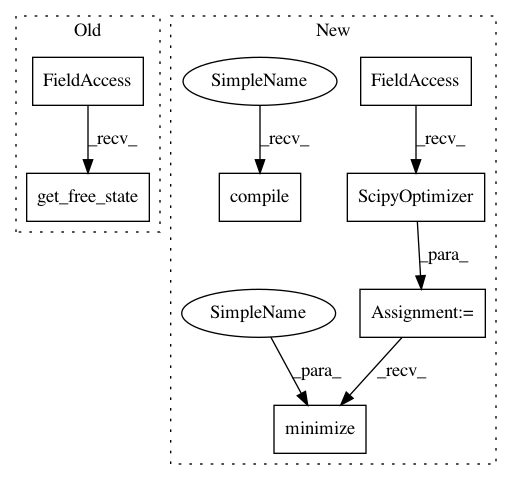 Old
New
FieldAccess
SimpleName
FieldAccess
_recv_
_recv_
_recv_
get_free_state
compile
ScipyOptimizer
_para_
SimpleName
Assignment:=
_para_
_recv_
minimize